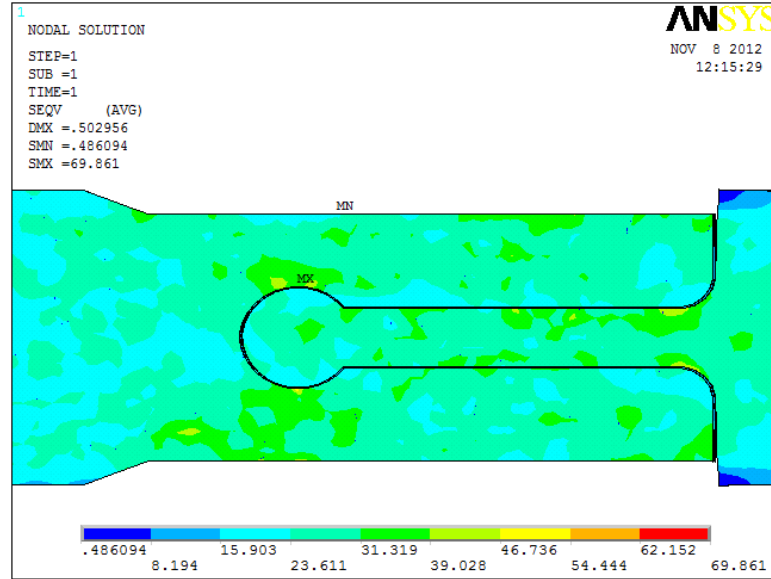 1
NODAL SOLUTION
STEP=1
SUB =1
TIME=1
SEQV     (AVG)
DMX =.502956
SMN =.486094
SMX =69.861
ANSYS
NOV  8 2012
12:15:29
MN
MX
.486094 15.903 31.319 46.736 62.152
8.194 23.611 39.028 54.444 69.861